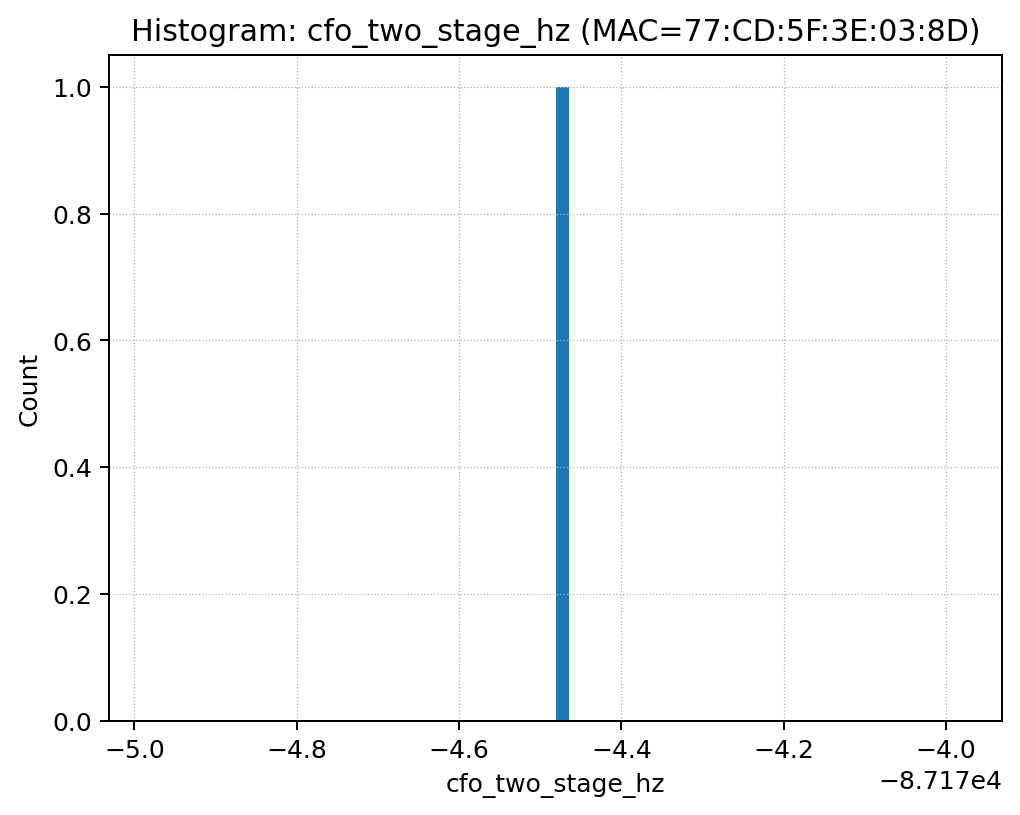 Histogram: cfo_two_stage_hz (MAC=77:CD:5F:3E:03:8D)
1.0
0.8
0.6
0.4
0.2
0.0
Count
−5.0 −4.8 −4.6 −4.4 −4.2 −4.0
cfo_two_stage_hz
−8.717e4